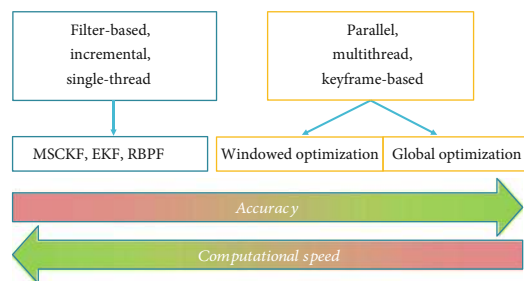 Filter-based,
incremental,
single-thread
Parallel,
multithread,
keyframe-based
MSCKF, EKF, RBPF
Windowed optimization
Global optimization
Accuracy
Computational speed